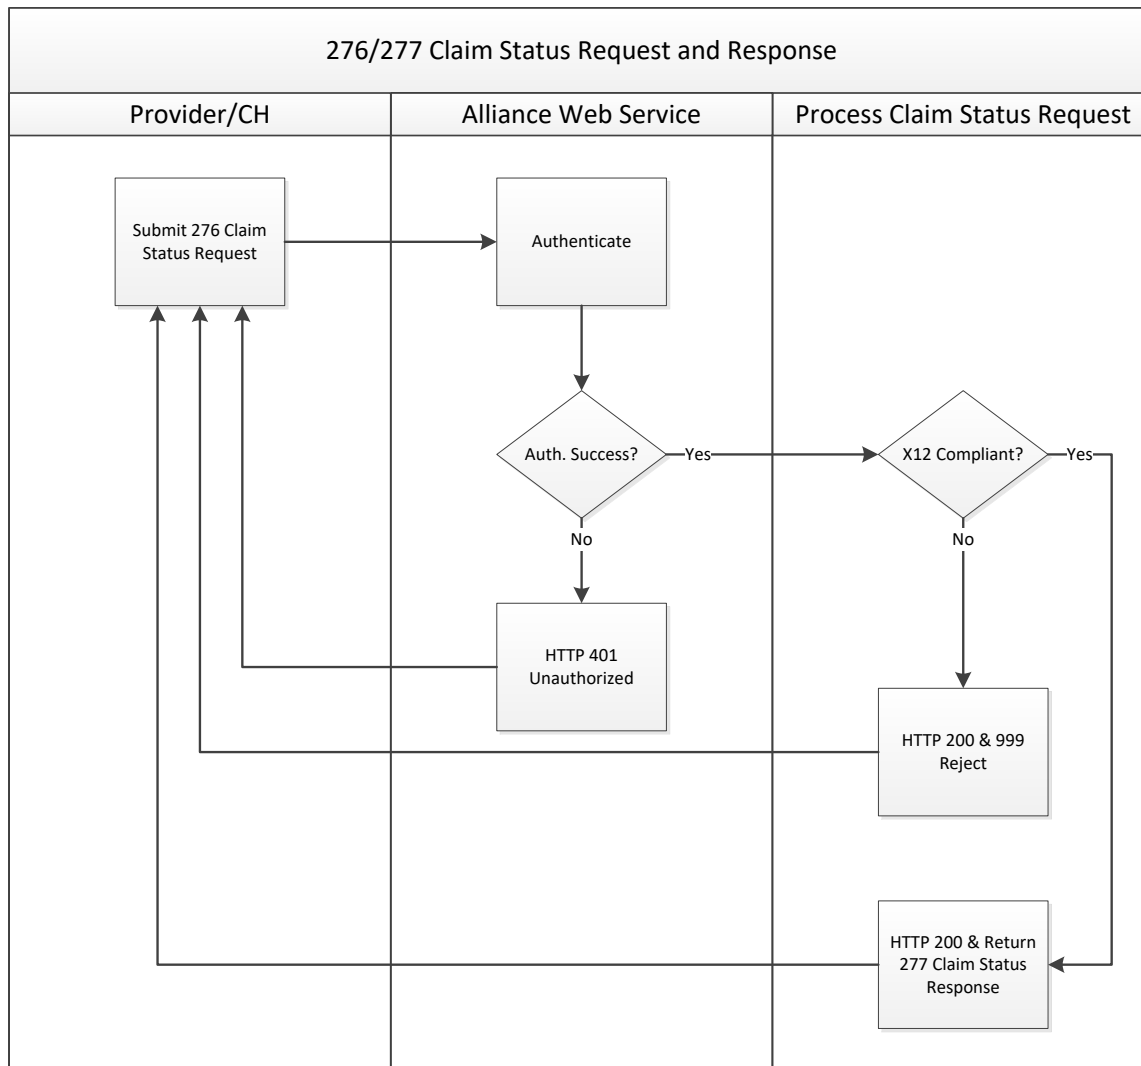 276/277 Claim Status Request and Response
Provider/CH
Alliance Web Service
Process Claim Status Request
Submit 276 Claim
Status Request
Authenticate
Auth. Success?
Yes
X12 Compliant?
Yes
No
No
HTTP 401
Unauthorized
HTTP 200 & 999
Reject
HTTP 200 & Return
277 Claim Status
Response